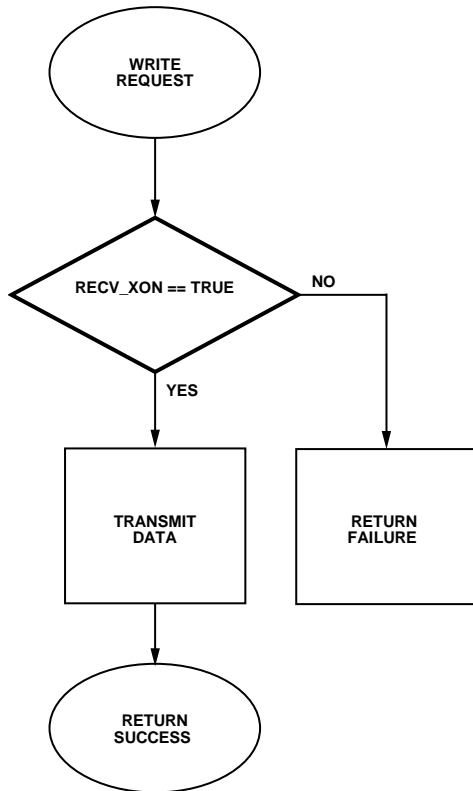 WRITE
REQUEST
RECV_XON == TRUE
NO
YES
TRANSMIT
DATA
RETURN
FAILURE
RETURN
SUCCESS